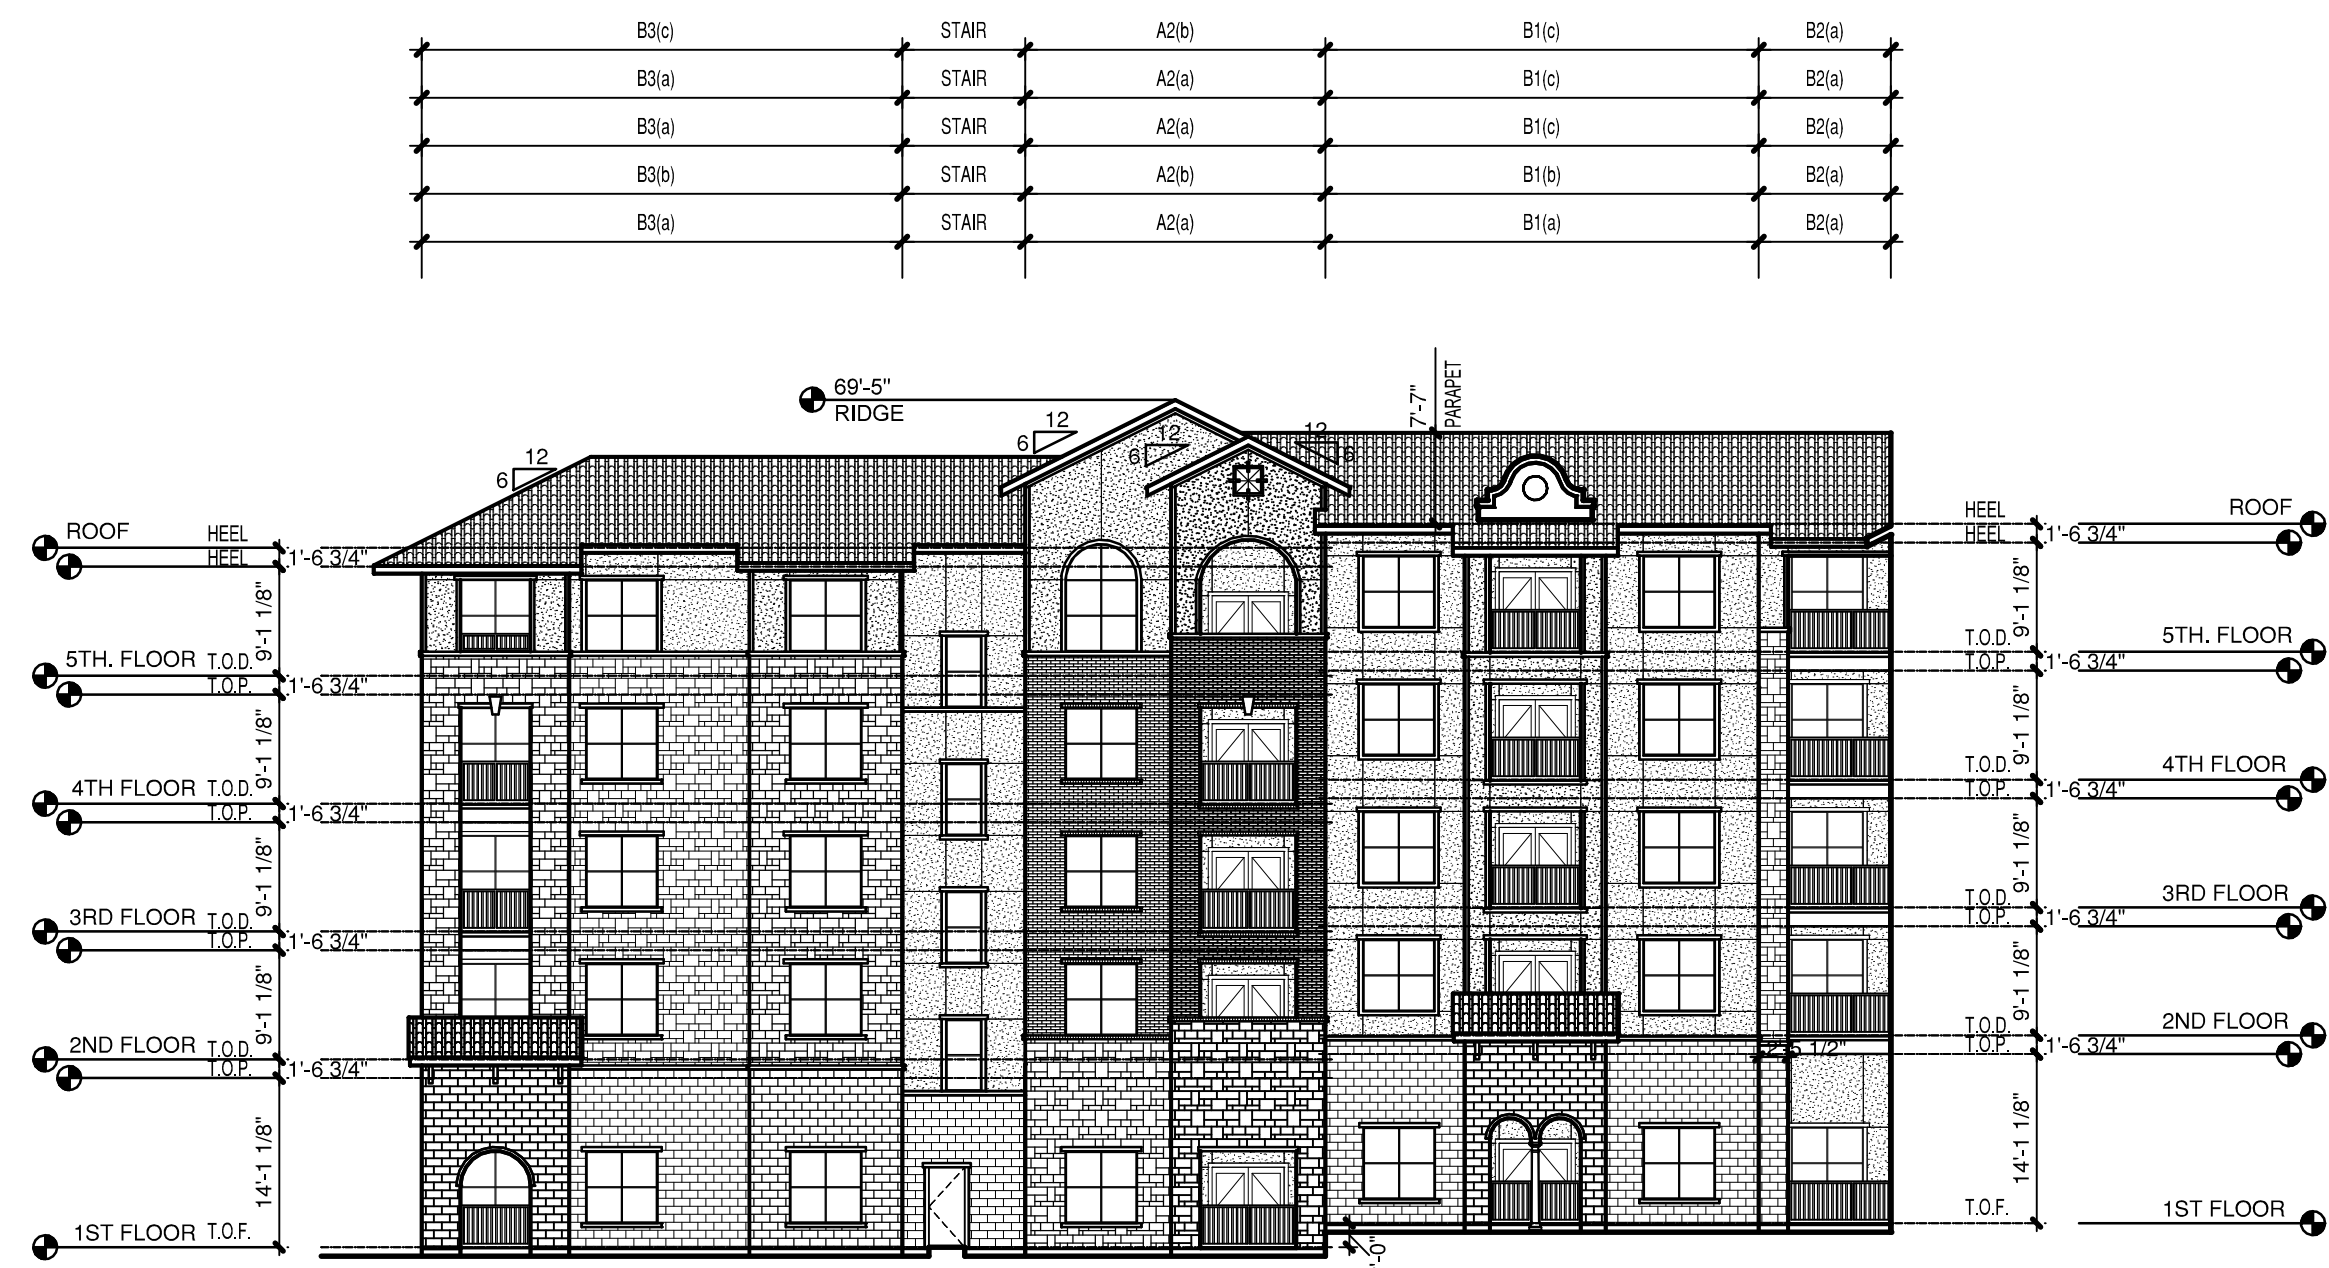 B3(c) STAIR A2(b) B1(c) B2(a)
B3(a) STAIR A2(a) B1(c) B2(a)
B3(a) STAIR A2(a) B1(c) B2(a)
B3(b) STAIR A2(b) B1(b) B2(a)
B3(a) STAIR A2(a) B1(a) B2(a)
69'-5"
RIDGE
7'-7"
PARAPET
12
6
12
6
12
6
12
6
ROOF HEEL
HEEL 1'-6 3/4"
9'-1 1/8"
5TH. FLOOR T.O.D.
T.O.P. 1'-6 3/4"
9'-1 1/8"
4TH FLOOR T.O.D.
T.O.P. 1'-6 3/4"
9'-1 1/8"
3RD FLOOR T.O.D.
T.O.P. 1'-6 3/4"
9'-1 1/8"
2ND FLOOR T.O.D.
T.O.P. 1'-6 3/4"
14'-1 1/8"
1ST FLOOR T.O.F.
HEEL ROOF
HEEL 1'-6 3/4"
9'-1 1/8"
T.O.D. 5TH. FLOOR
T.O.P. 1'-6 3/4"
9'-1 1/8"
T.O.D. 4TH FLOOR
T.O.P. 1'-6 3/4"
9'-1 1/8"
T.O.D. 3RD FLOOR
T.O.P. 1'-6 3/4"
9'-1 1/8"
T.O.D. 2ND FLOOR
T.O.P. 1'-6 3/4"
14'-1 1/8"
T.O.F. 1ST FLOOR